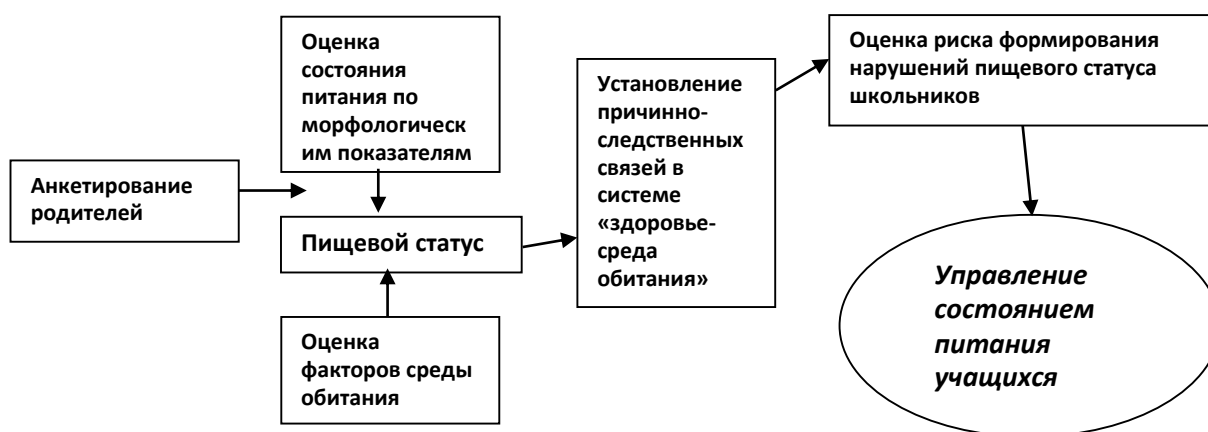 Анкетирование
родителей
Оценка
состояния
питания по
морфологическ
им показателям
Пищевой статус
Оценка
факторов среды
обитания
Установление
причинно-
следственных
связей в
системе
«здоровье-
среда
обитания»
Оценка риска формирования
нарушений пищевого статуса
школьников
Управление
состоянием
питания
учащихся